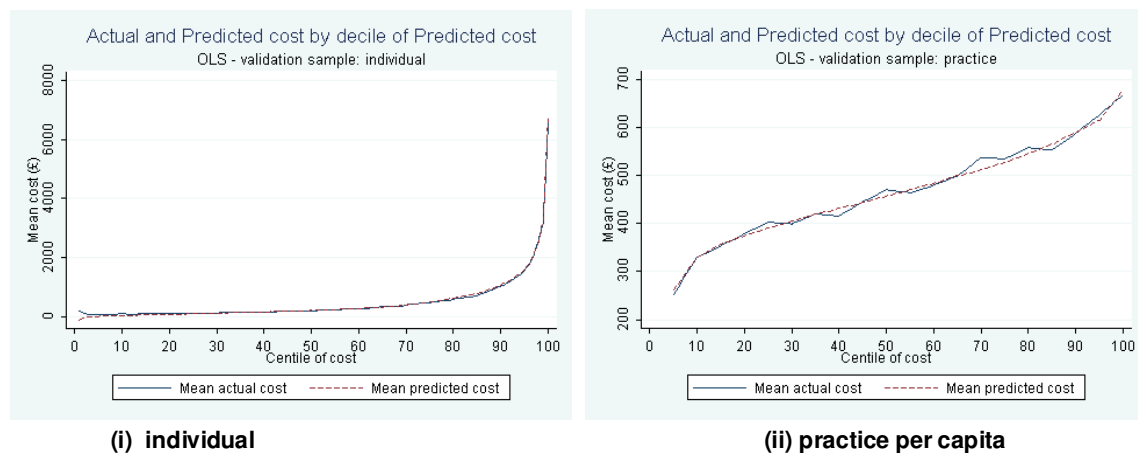 Actual and Predicted cost by decile of Predicted cost
OLS - validation sample: individual
Mean cost (£)
8000
6000
4000
2000
0
0 10 20 30 40 50 60 70 80 90 100
Centile of cost
Mean actual cost Mean predicted cost
(i) individual
Actual and Predicted cost by decile of Predicted cost
OLS - validation sample: practice
Mean cost (£)
700
600
500
400
300
200
0 10 20 30 40 50 60 70 80 90 100
Centile of cost
Mean actual cost Mean predicted cost
(ii) practice per capita